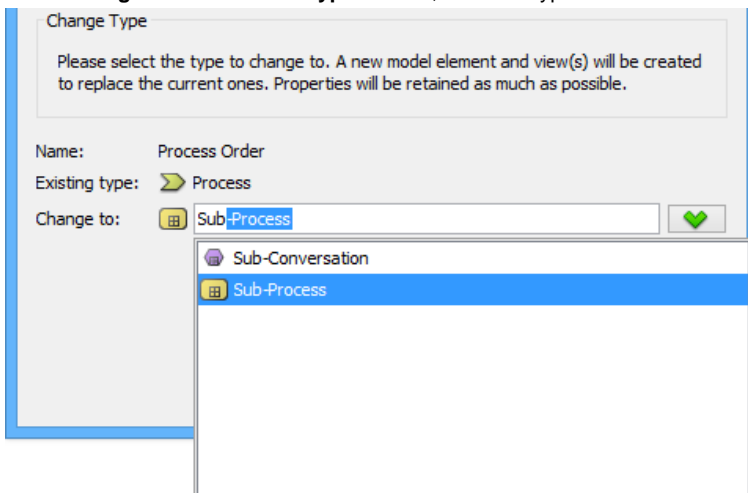 Change Type
Please select the type to change to. A new model element and view(s) will be created
to replace the current ones. Properties will be retained as much as possible.
Name: Process Order
Existing type: Process
Change to: Sub-Process
Sub-Conversation
Sub-Process